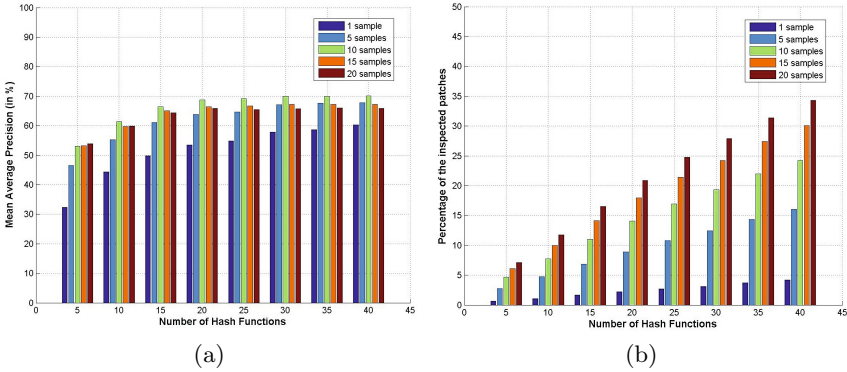 100
90
80
70
60
50
40
30
20
10
0
Mean Average Precision (in %)
0 5 10 15 20 25 30 35 40 45
Number of Hash Functions
1 sample
5 samples
10 samples
15 samples
20 samples
(a)
50
45
40
35
30
25
20
15
10
5
0
Percentage of the inspected patches
0 5 10 15 20 25 30 35 40 45
Number of Hash Functions
1 sample
5 samples
10 samples
15 samples
20 samples
(b)